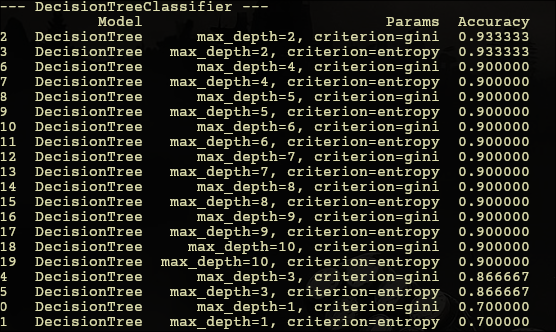 --- DecisionTreeClassifier ---
Model Params Accuracy
2 DecisionTree max_depth=2, criterion=gini 0.933333
3 DecisionTree max_depth=2, criterion=entropy 0.933333
6 DecisionTree max_depth=4, criterion=gini 0.900000
7 DecisionTree max_depth=4, criterion=entropy 0.900000
8 DecisionTree max_depth=5, criterion=gini 0.900000
9 DecisionTree max_depth=5, criterion=entropy 0.900000
10 DecisionTree max_depth=6, criterion=gini 0.900000
11 DecisionTree max_depth=6, criterion=entropy 0.900000
12 DecisionTree max_depth=7, criterion=gini 0.900000
13 DecisionTree max_depth=7, criterion=entropy 0.900000
14 DecisionTree max_depth=8, criterion=gini 0.900000
15 DecisionTree max_depth=8, criterion=entropy 0.900000
16 DecisionTree max_depth=9, criterion=gini 0.900000
17 DecisionTree max_depth=9, criterion=entropy 0.900000
18 DecisionTree max_depth=10, criterion=gini 0.900000
19 DecisionTree max_depth=10, criterion=entropy 0.900000
4 DecisionTree max_depth=3, criterion=gini 0.866667
5 DecisionTree max_depth=3, criterion=entropy 0.866667
0 DecisionTree max_depth=1, criterion=gini 0.700000
1 DecisionTree max_depth=1, criterion=entropy 0.700000